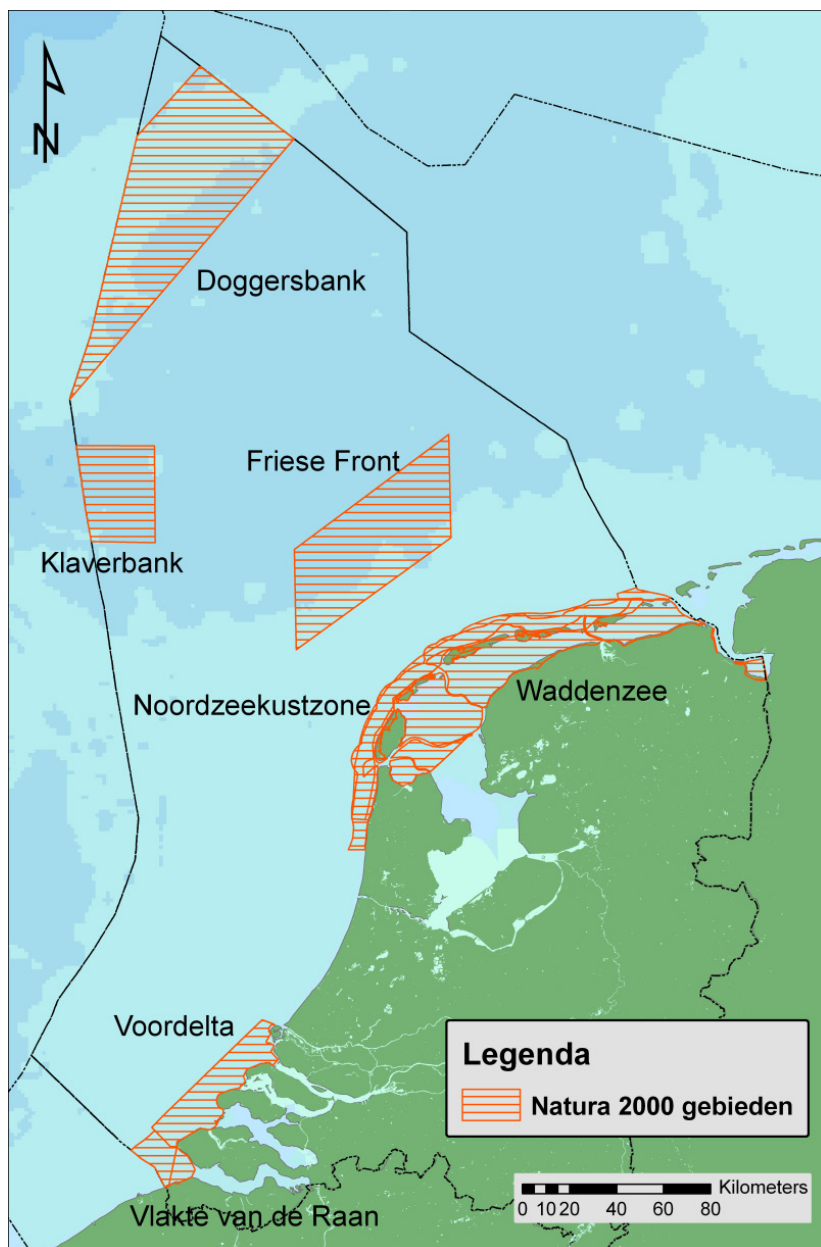 N
Doggersbank
Friese Front
Klaverbank
Noordzeekustzone
Waddenzee
Voordelta
Legenda
Natura 2000 gebieden
Kilometers
0 10 20 40 60 80
Vlakte van de Raan